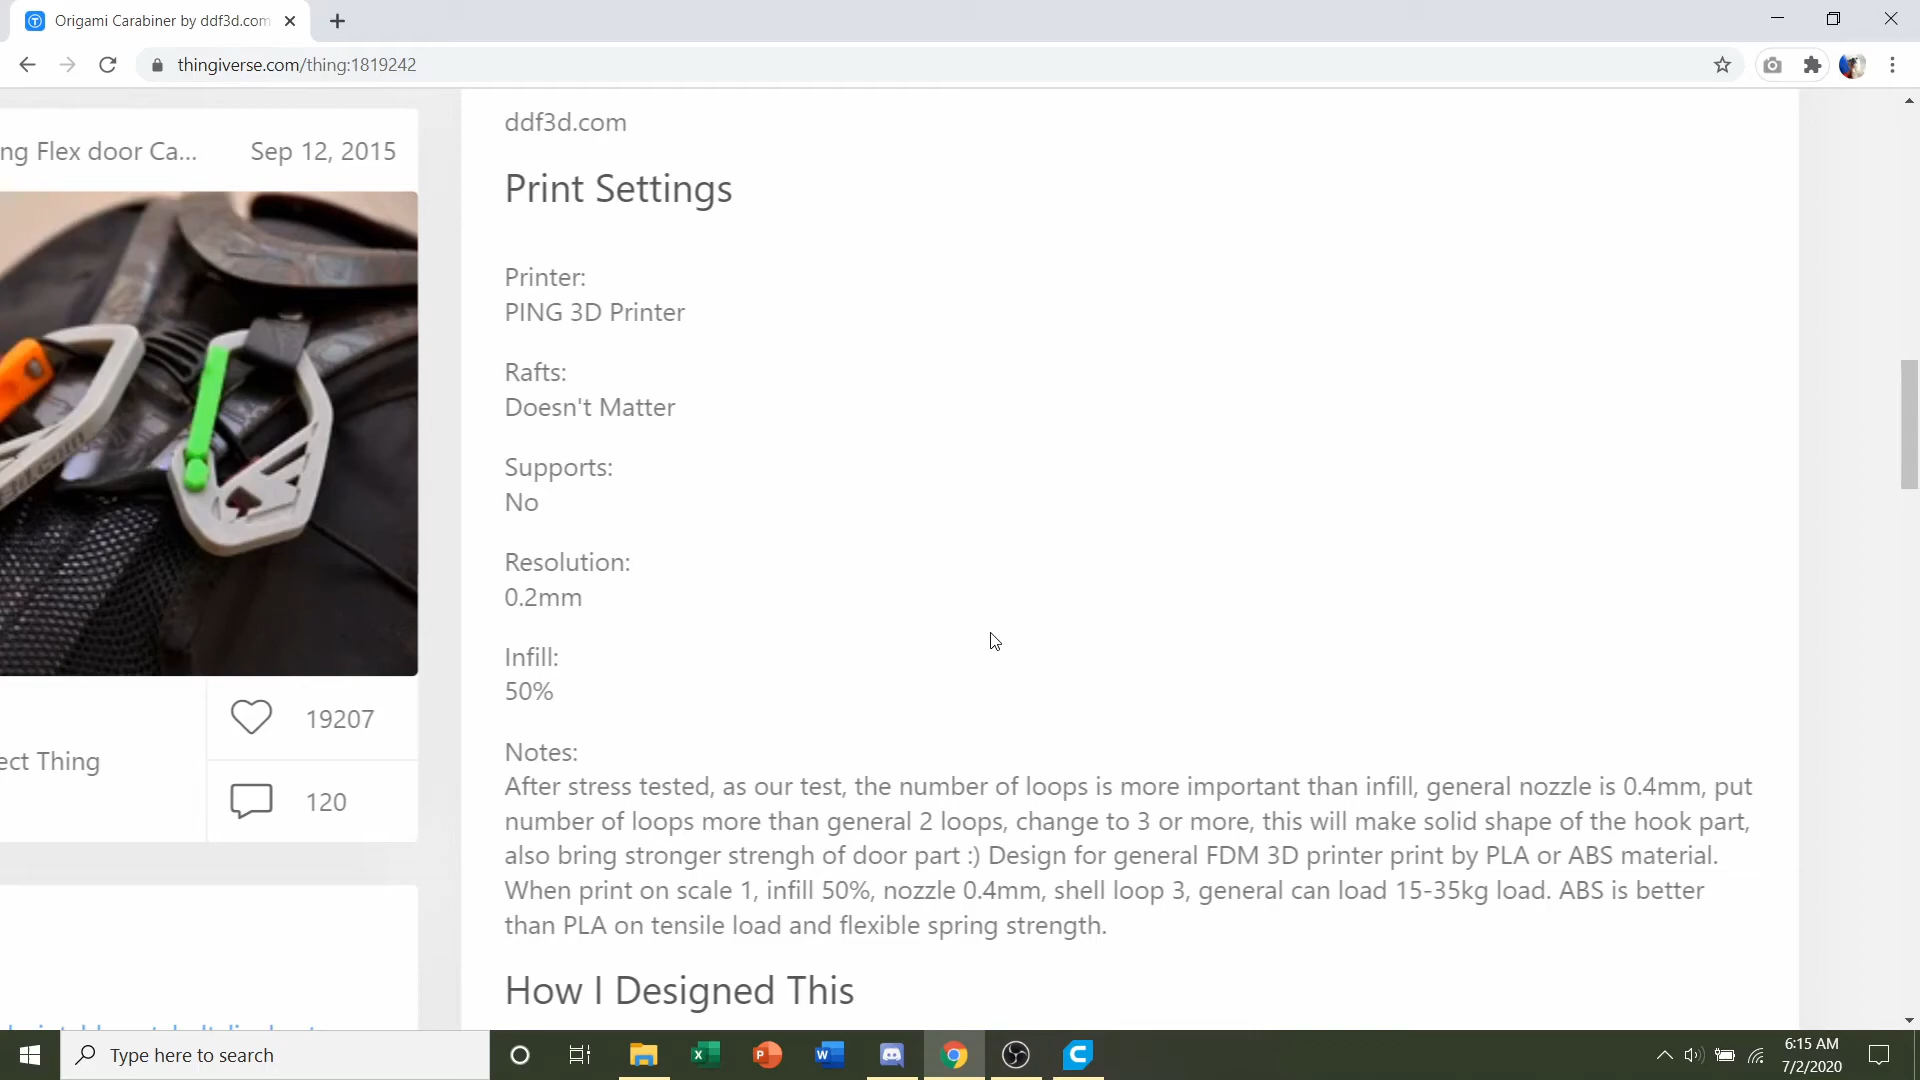 Origami Carabiner by ddf3d.com
thingiverse.com/thing:1819242
ng Flex door Ca...
Sep 12, 2015
19207
ect Thing
120
ddf3d.com
Print Settings
Printer:
PING 3D Printer
Rafts:
Doesn't Matter
Supports:
No
Resolution:
0.2mm
Infill:
50%
Notes:
After stress tested, as our test, the number of loops is more important than infill, general nozzle is 0.4mm, put
number of loops more than general 2 loops, change to 3 or more, this will make solid shape of the hook part,
also bring stronger strengh of door part :) Design for general FDM 3D printer print by PLA or ABS material.
When print on scale 1, infill 50%, nozzle 0.4mm, shell loop 3, general can load 15-35kg load. ABS is better
than PLA on tensile load and flexible spring strength.
How I Designed This
Type here to search
6:15 AM
7/2/2020